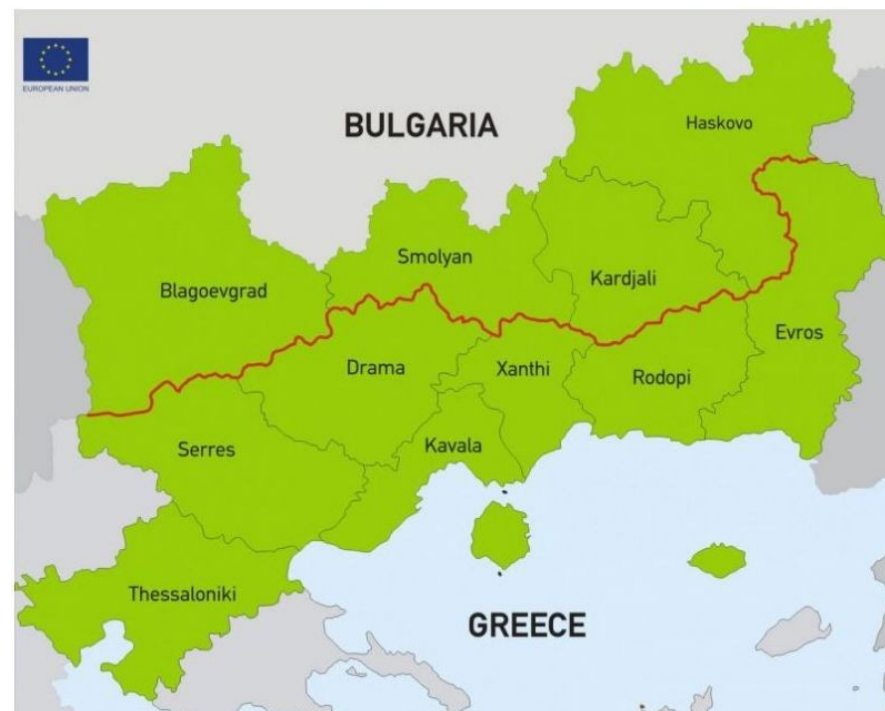 EUROPEAN UNION
BULGARIA
Haskovo
Smolyan
Kardjali
Blagoevgrad
Evros
Drama
Xanthi
Rodopi
Serres
Kavala
Thessaloniki
GREECE